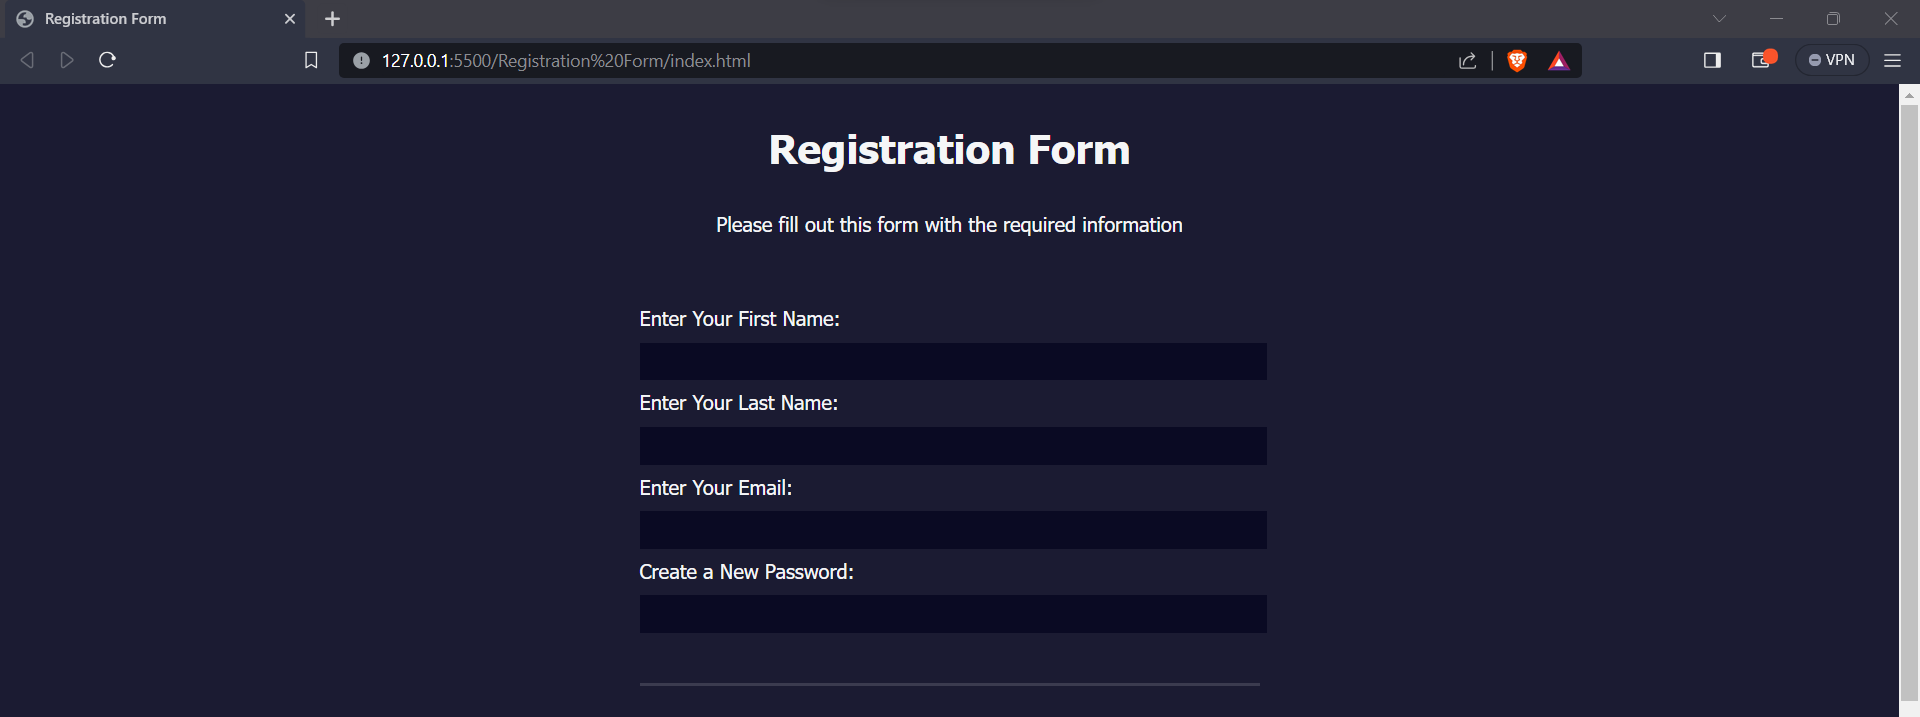 Registration Form
127.0.0.1:5500/Registration%20Form/index.html
VPN
Registration Form
Please fill out this form with the required information
Enter Your First Name:
Enter Your Last Name:
Enter Your Email:
Create a New Password: